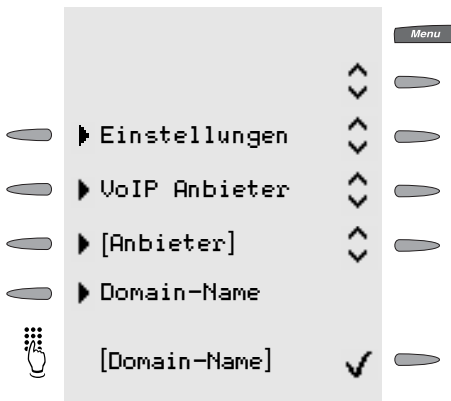 Menu
Einstellungen
VoIP Anbieter
[Anbieter]
Domain-Name
[Domain-Name]